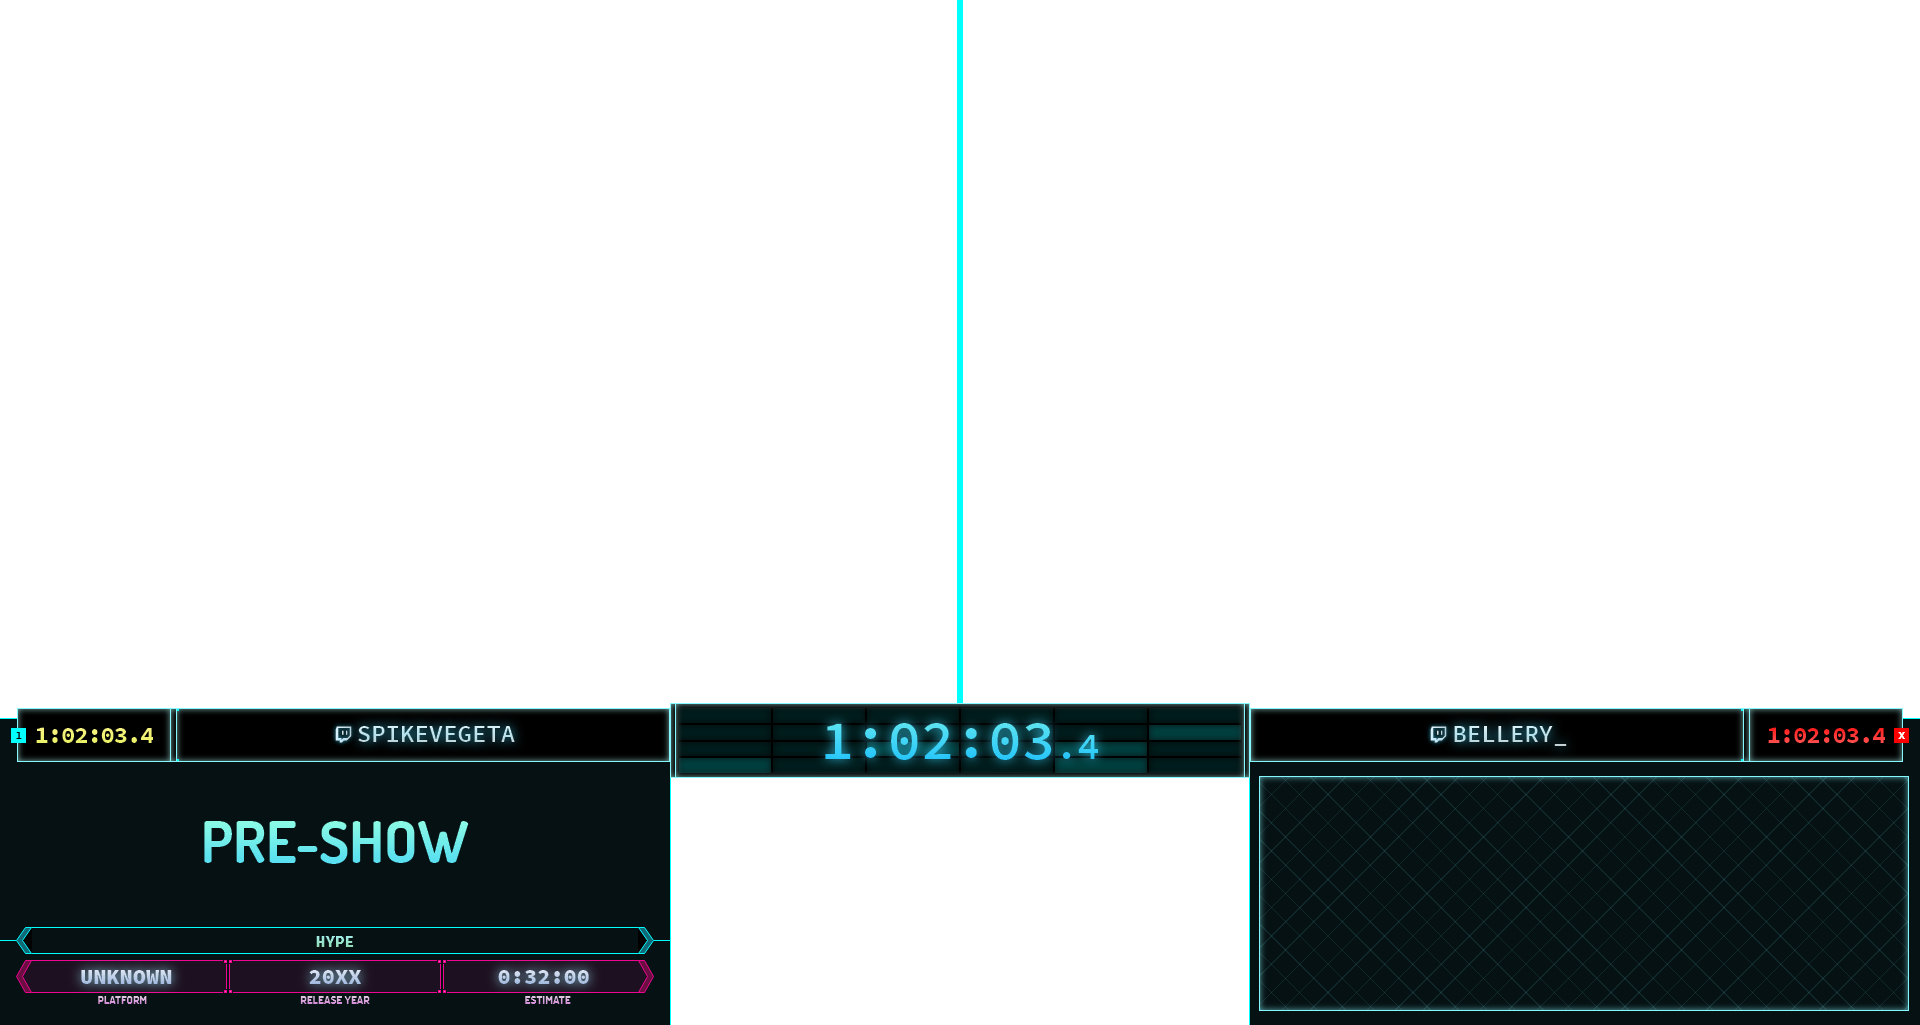 1 1:02:03.4 SPIKEVEGETA
1:02:03.4
BELLERY_ 1:02:03.4 X
PRE-SHOW
HYPE
UNKNOWN 20XX 0:32:00
PLATFORM RELEASE YEAR ESTIMATE